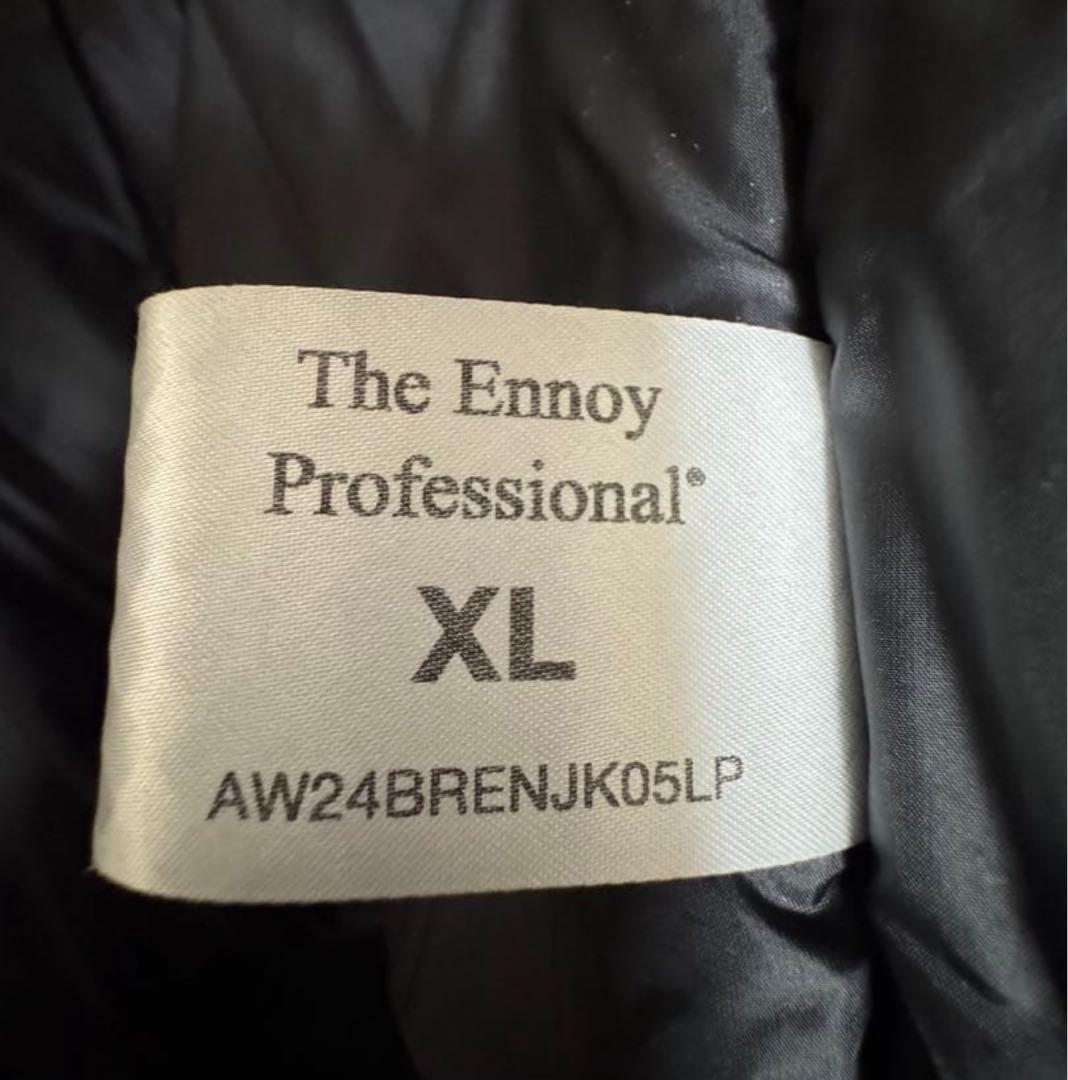 The Ennoy
Professional®
XL
AW24BRENJK05LP